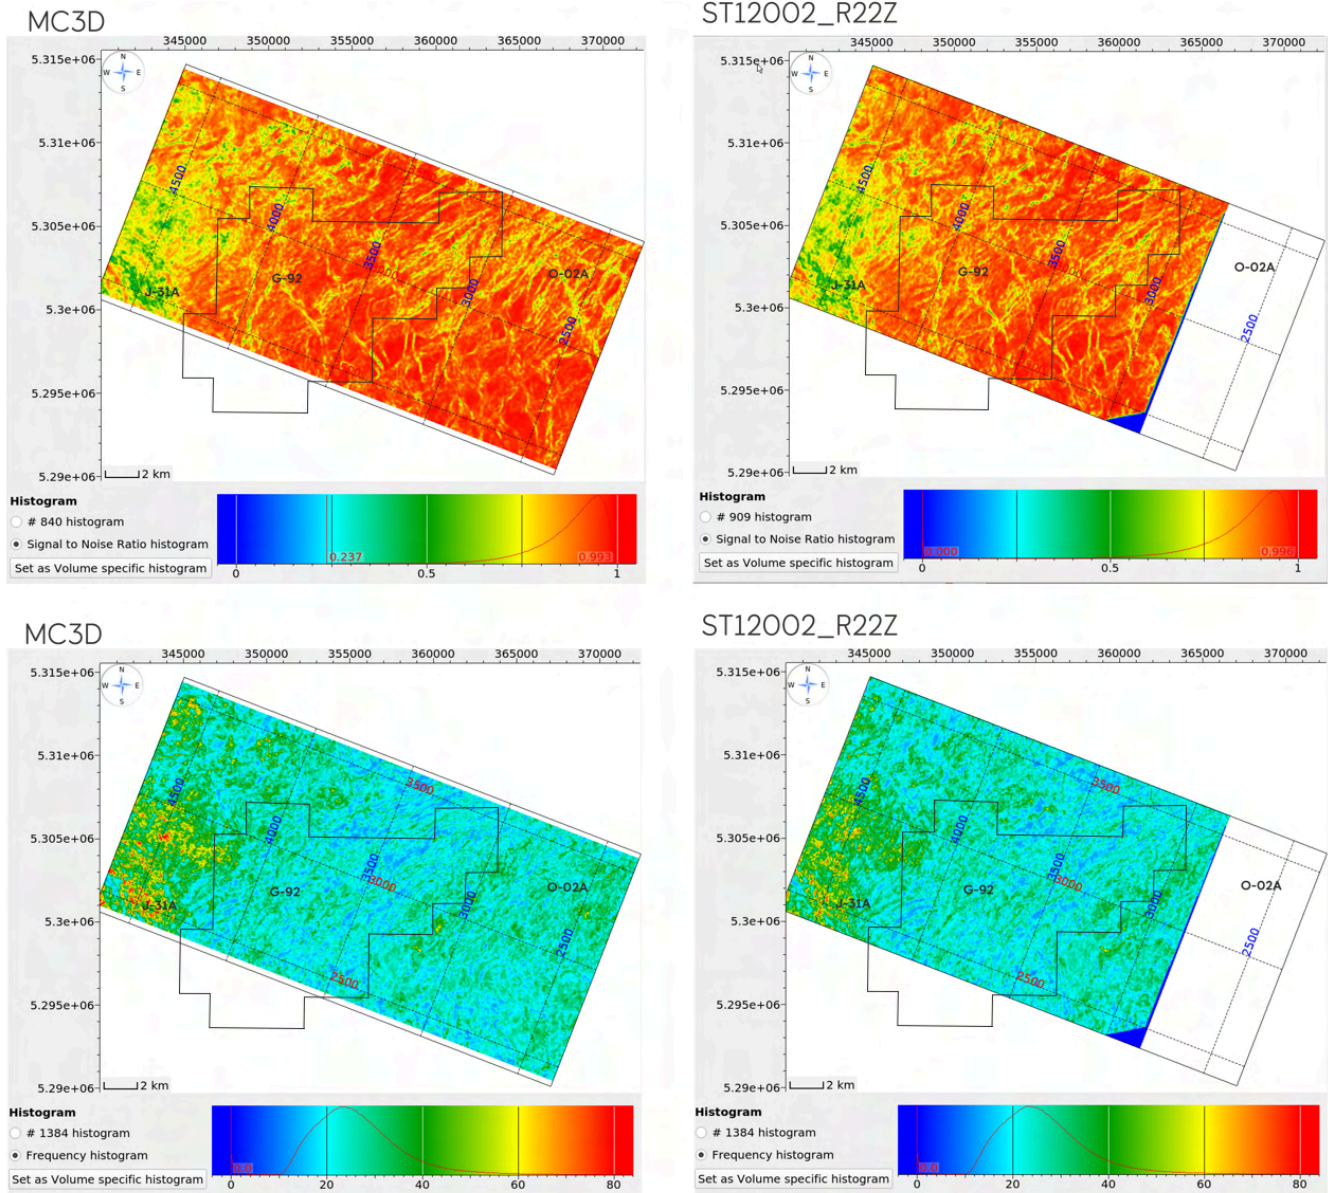 MC3D
345000 350000 355000 360000 365000 370000
5.315e+06
N
W E
S
5.31e+06
5.305e+06
5.3e+06
5.295e+06
5.29e+06
4500
4000
3500
3000
2500
G-92
J-31A
O-02A
2 km
Histogram
# 840 histogram
Signal to Noise Ratio histogram
Set as Volume specific histogram
0.237
0.993
0 0.5 1
ST12002_R22Z
345000 350000 355000 360000 365000 370000
5.315e+06
N
W E
S
5.31e+06
5.305e+06
5.3e+06
5.295e+06
5.29e+06
4500
4000
3500
3000
2500
G-92
J-31A
O-02A
2 km
Histogram
# 909 histogram
Signal to Noise Ratio histogram
Set as Volume specific histogram
0.000
0.996
0 0.5 1
MC3D
345000 350000 355000 360000 365000 370000
5.315e+06
N
W E
S
5.31e+06
5.305e+06
5.3e+06
5.295e+06
5.29e+06
4500
4000
3500
3500
3000
3000
2500
2500
G-92
J-31A
O-02A
2 km
Histogram
# 1384 histogram
Frequency histogram
Set as Volume specific histogram
0.0
0 20 40 60 80
ST12002_R22Z
345000 350000 355000 360000 365000 370000
5.315e+06
N
W E
S
5.31e+06
5.305e+06
5.3e+06
5.295e+06
5.29e+06
4500
4000
3500
3500
3000
3000
2500
2500
G-92
J-31A
O-02A
2 km
Histogram
# 1384 histogram
Frequency histogram
Set as Volume specific histogram
0.0
0 20 40 60 80